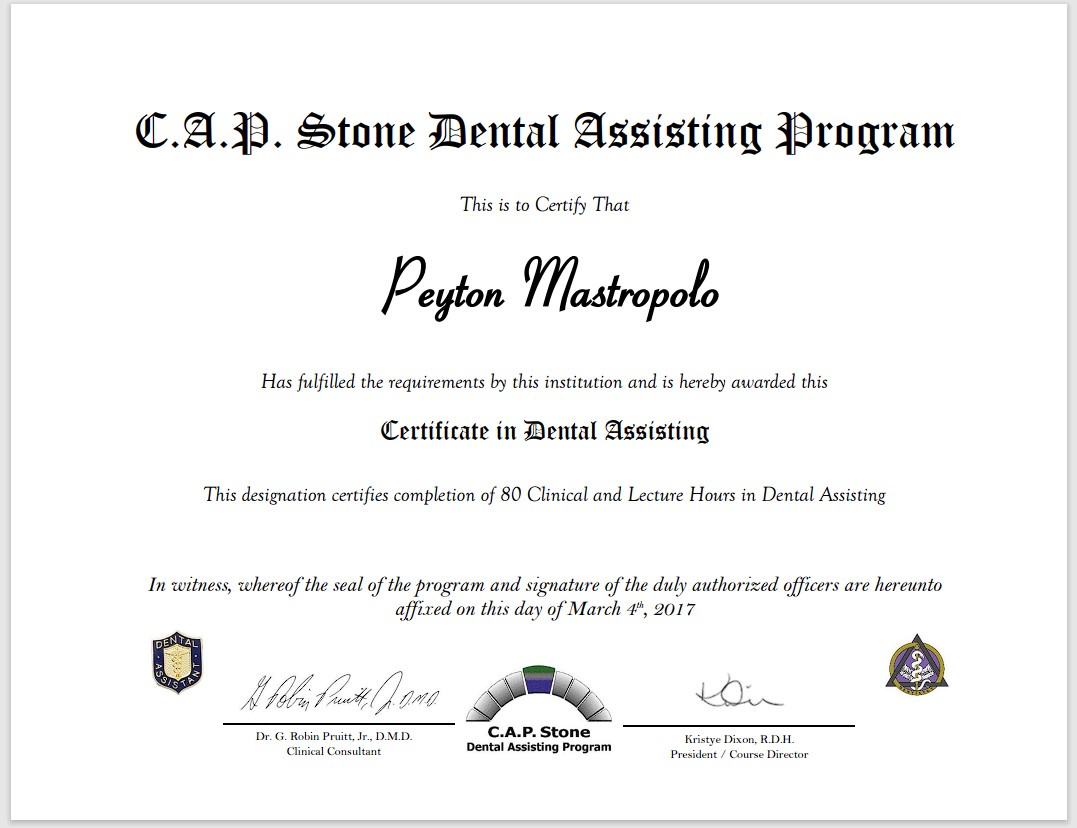 C.A.P. Stone Dental Assisting Program
This is to Certify That
Peyton Mastropolo
Has fulfilled the requirements by this institution and is hereby awarded this
Certificate in Dental Assisting
This designation certifies completion of 80 Clinical and Lecture Hours in Dental Assisting
In witness, whereof the seal of the program and signature of the duly authorized officers are hereunto
affixed on this day of March 4th, 2017
DENTAL
ASSISTANT
G Robin Pruitt, Jr. D.M.D.
Dr. G. Robin Pruitt, Jr., D.M.D.
Clinical Consultant
C.A.P. Stone
Dental Assisting Program
Kristye Dixon, R.D.H.
President / Course Director